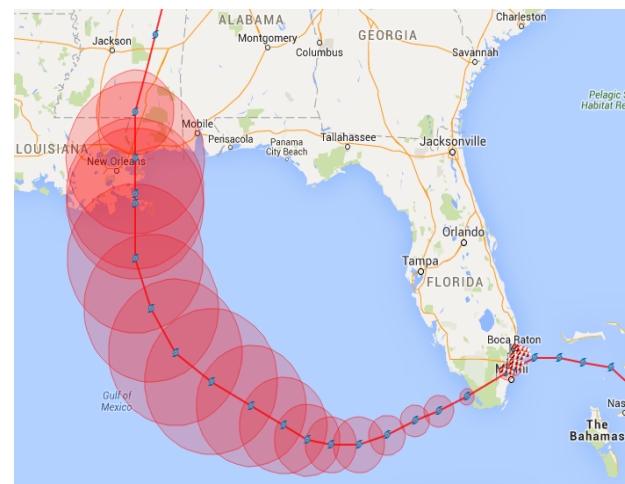 ALABAMA
Charleston
Jackson
Montgomery
Columbus
GEORGIA
Savannah
Pelagic
Habitat Re
Mobile
Pensacola
Tallahassee
Panama
City Beach
Jacksonville
LOUISIANA
New Orleans
Orlando
Tampa
FLORIDA
Boca Raton
Gulf of
Mexico
Nas
The
Bahamas